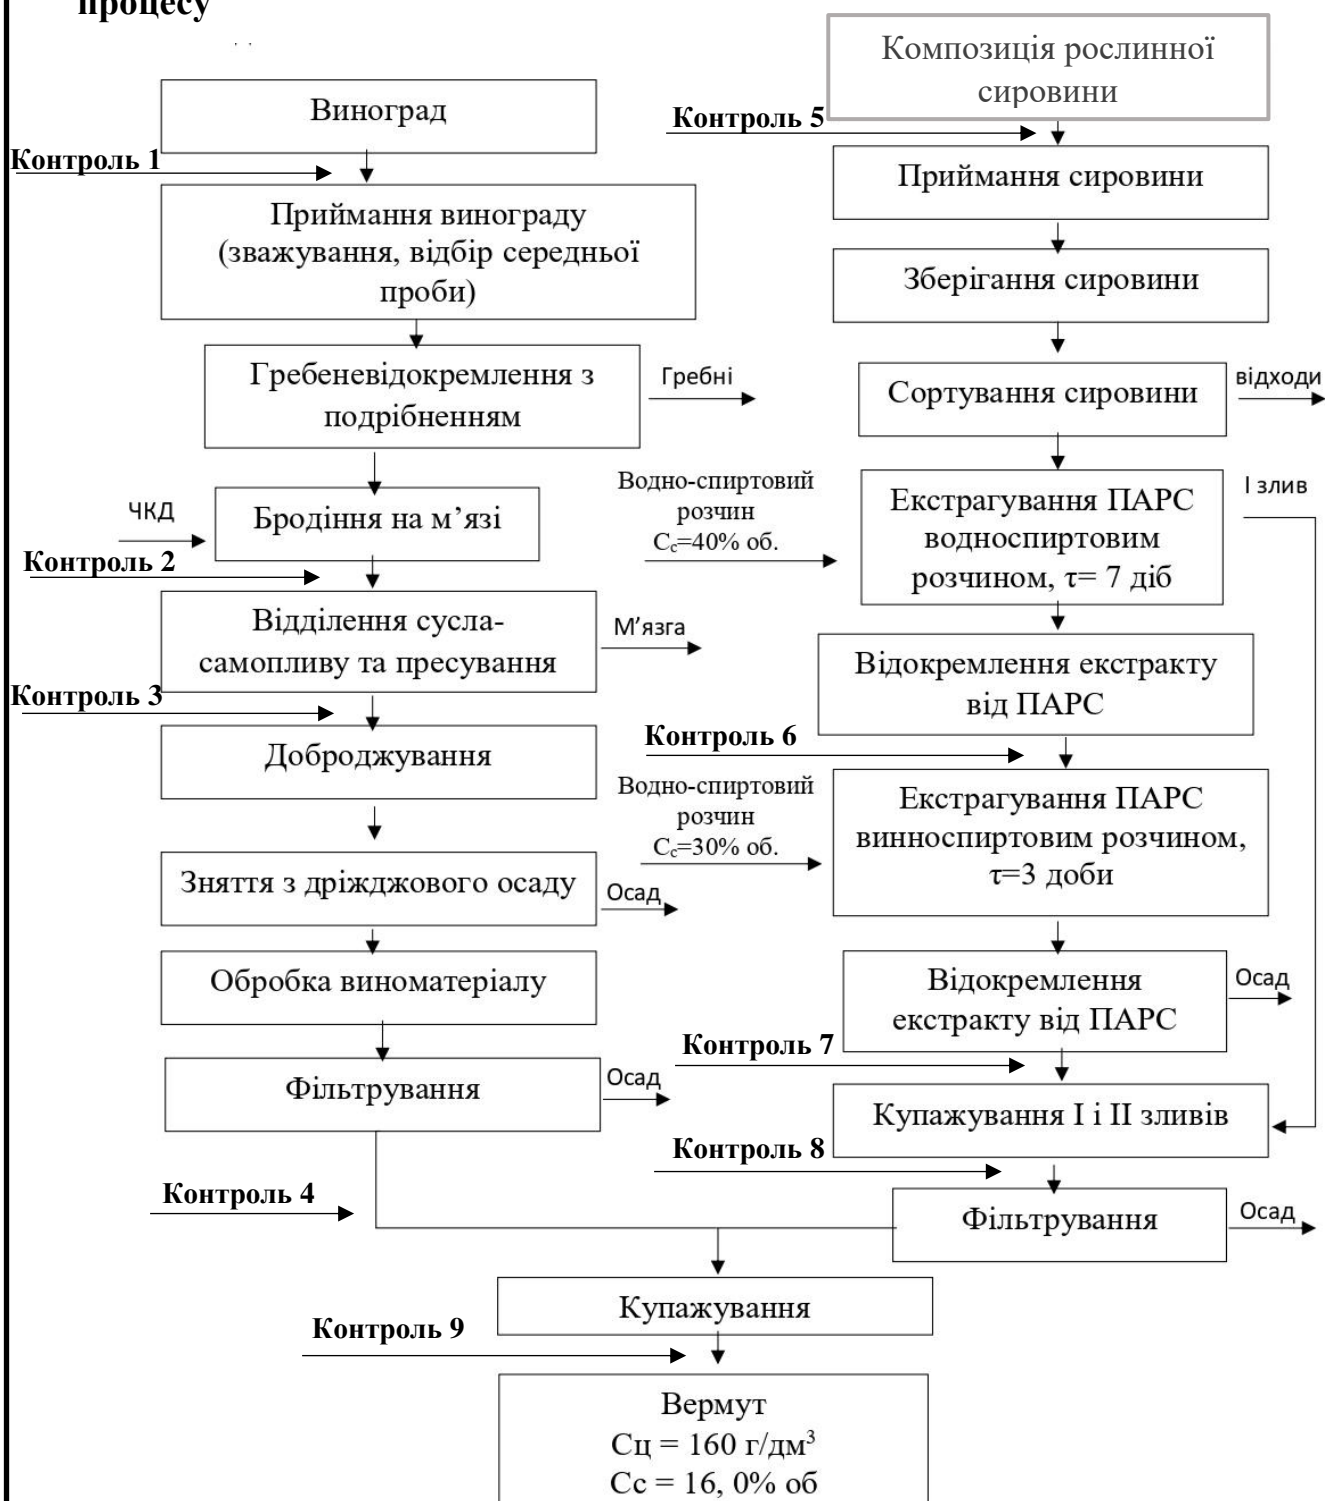 процесу
Виноград
Контроль 1
Приймання винограду
(зважування, відбір середньої
проби)
Гребеневідокремлення з
подрібненням
Гребні
ЧКД
Бродіння на м’язі
Контроль 2
Відділення сусла-
самопливу та пресування
М’язга
Контроль 3
Доброджування
Зняття з дріжджового осаду
Осад
Обробка виноматеріалу
Фільтрування
Осад
Контроль 4
Композиція рослинної
сировини
Контроль 5
Приймання сировини
Зберігання сировини
Сортування сировини
відходи
Водно-спиртовий
розчин
Cc=40% об.
Екстрагування ПАРС
водноспиртовим
розчином, τ= 7 діб
І злив
Відокремлення екстракту
від ПАРС
Контроль 6
Водно-спиртовий
розчин
Cc=30% об.
Екстрагування ПАРС
винноспиртовим розчином,
τ=3 доби
Відокремлення
екстракту від ПАРС
Осад
Контроль 7
Купажування І і ІІ зливів
Контроль 8
Фільтрування
Осад
Купажування
Контроль 9
Вермут
Сц = 160 г/дм³
Сс = 16, 0% об